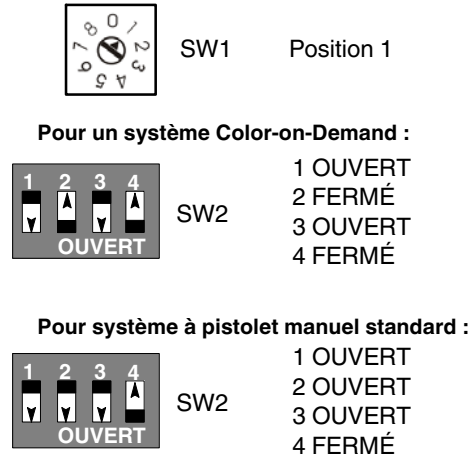 0 1 2 3 4 5 6 7 8
SW1 Position 1
Pour un système Color-on-Demand :
1 2 3 4
OUVERT
SW2
1 OUVERT
2 FERMÉ
3 OUVERT
4 FERMÉ
Pour système à pistolet manuel standard :
1 2 3 4
OUVERT
SW2
1 OUVERT
2 OUVERT
3 OUVERT
4 FERMÉ